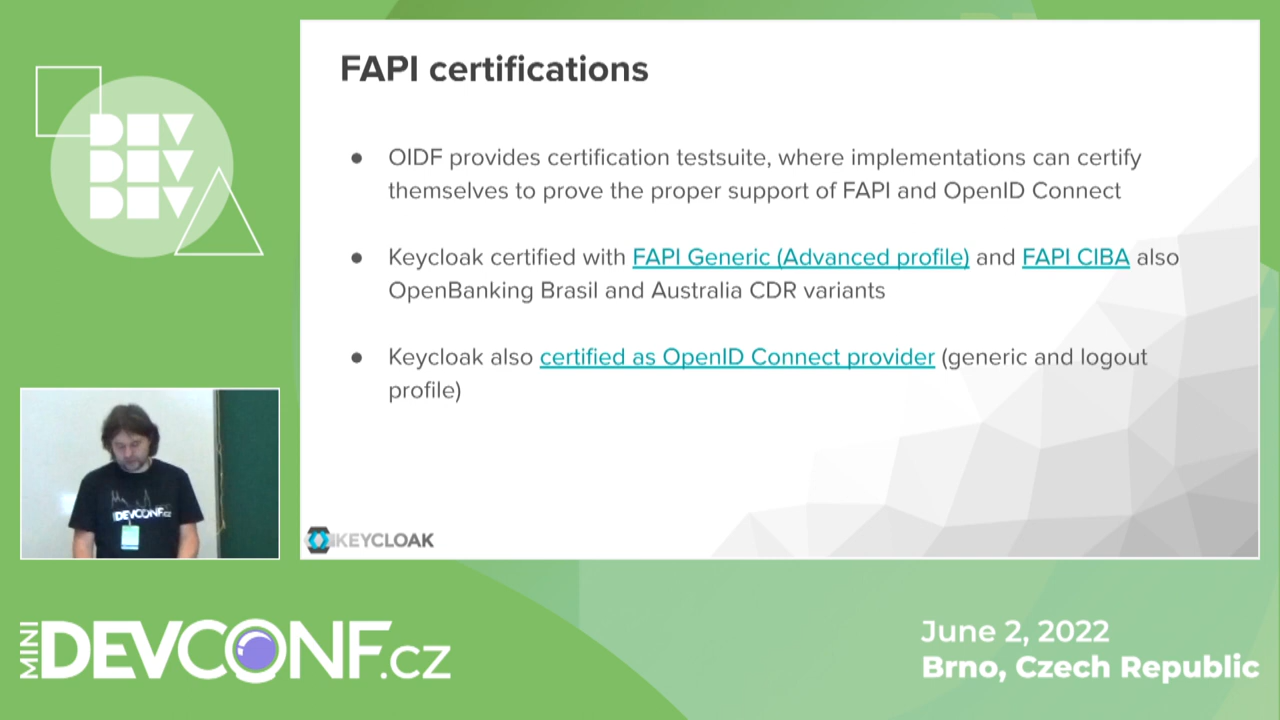 DEV
DEV
DEV
FAPI certifications
● OIDF provides certification testsuite, where implementations can certify
themselves to prove the proper support of FAPI and OpenID Connect
● Keycloak certified with FAPI Generic (Advanced profile) and FAPI CIBA also
OpenBanking Brasil and Australia CDR variants
● Keycloak also certified as OpenID Connect provider (generic and logout
profile)
KEYCLOAK
DEVCONF.cz
MINI DEVCONF.CZ
June 2, 2022
Brno, Czech Republic